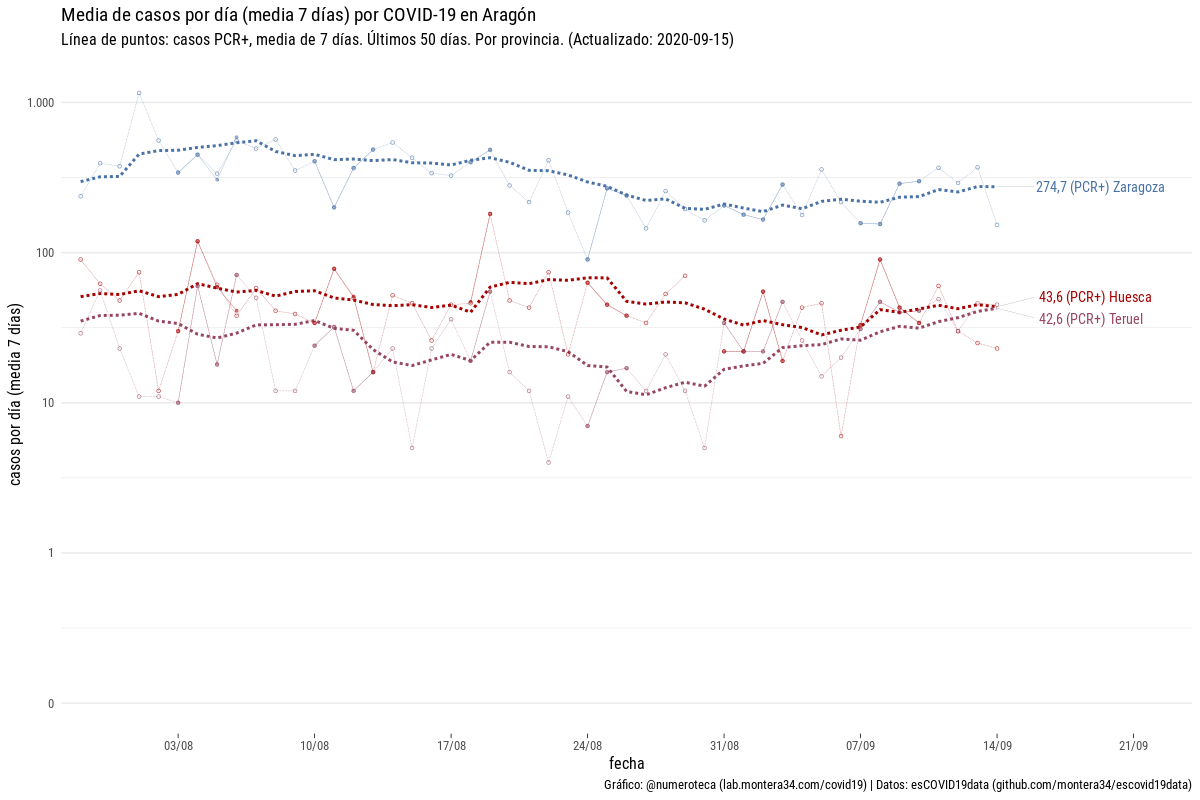 Media de casos por día (media 7 días) por COVID-19 en Aragón
Línea de puntos: casos PCR+, media de 7 días. Últimos 50 días. Por provincia. (Actualizado: 2020-09-15)
casos por día (media 7 días)
1.000
100
10
1
0
274,7 (PCR+) Zaragoza
43,6 (PCR+) Huesca
42,6 (PCR+) Teruel
03/08 10/08 17/08 24/08 31/08 07/09 14/09 21/09
fecha
Gráfico: @numeroteca (lab.montera34.com/covid19) | Datos: esCOVID19data (github.com/montera34/escovid19data)